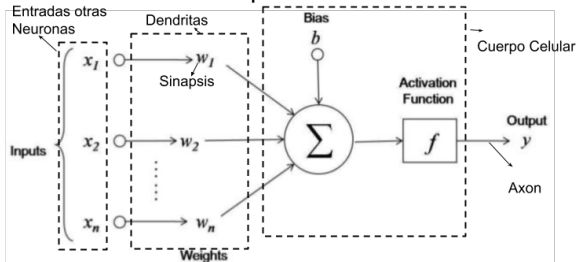 Entradas otras
Neuronas
Dendritas
Bias
b
Cuerpo Celular
x1
w1
Sinapsis
Activation
Function
Inputs
x2
w2
Σ
f
Output
y
Axon
xn
wn
Weights